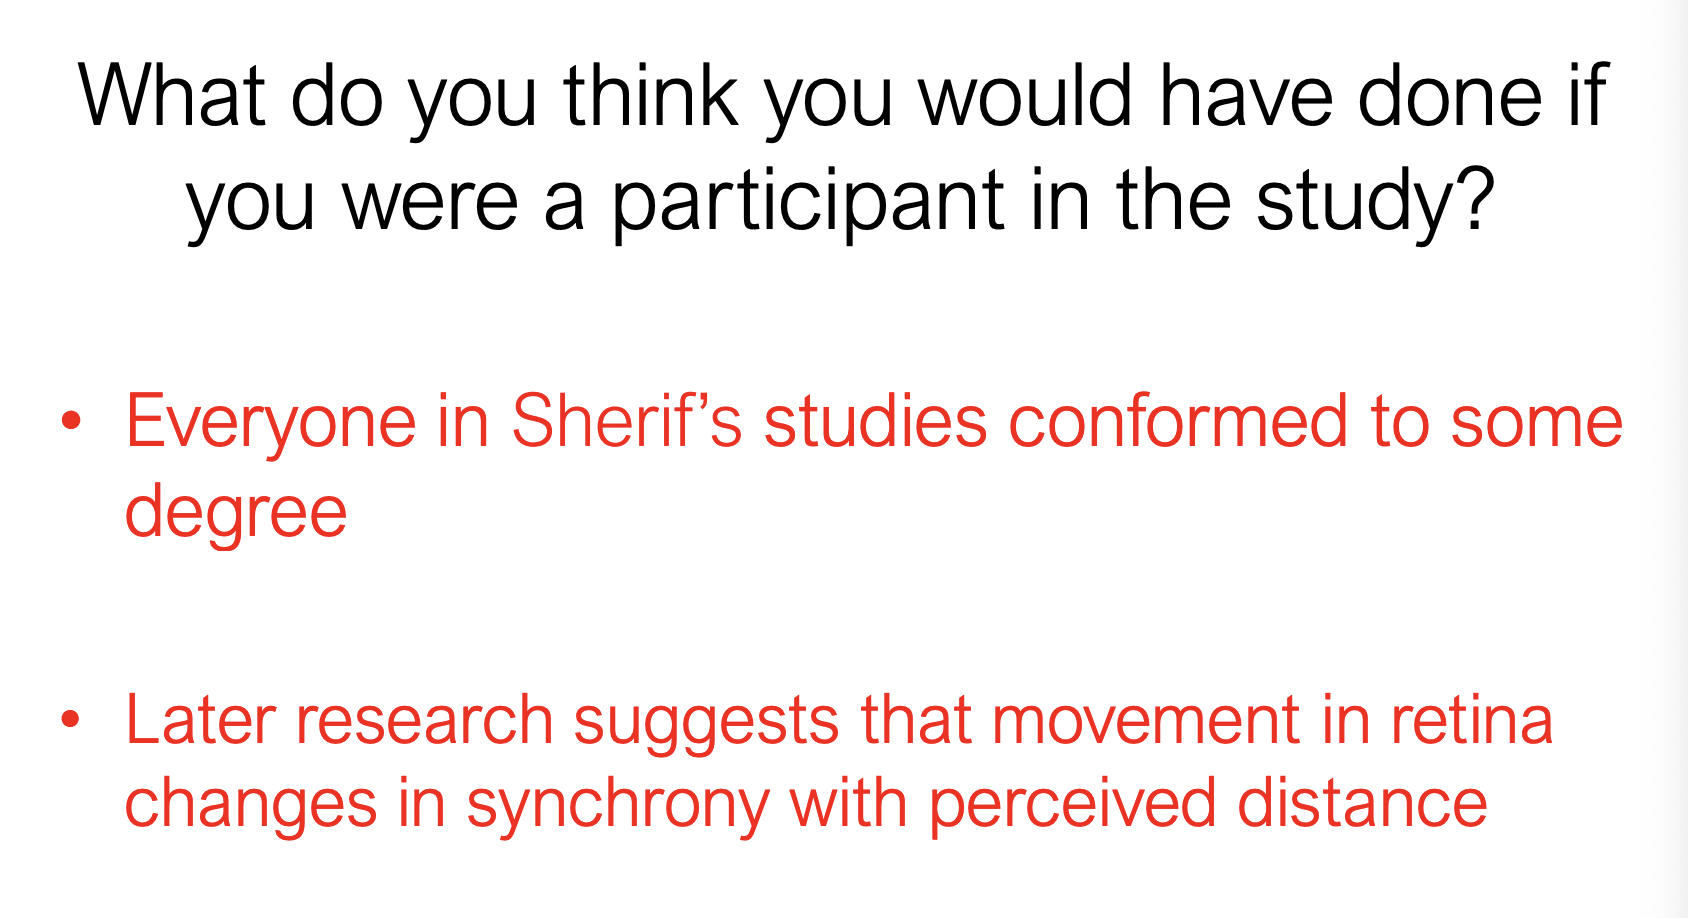 What do you think you would have done if
you were a participant in the study?
• Everyone in Sherif’s studies conformed to some
degree
• Later research suggests that movement in retina
changes in synchrony with perceived distance